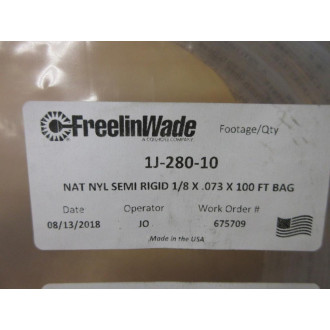 FreelinWade
A COILHOSE COMPANY
Footage/Qty
1J-280-10
NAT NYL SEMI RIGID 1/8 X .073 X 100 FT BAG
Date Operator Work Order #
08/13/2018 JO 675709
Made in the USA